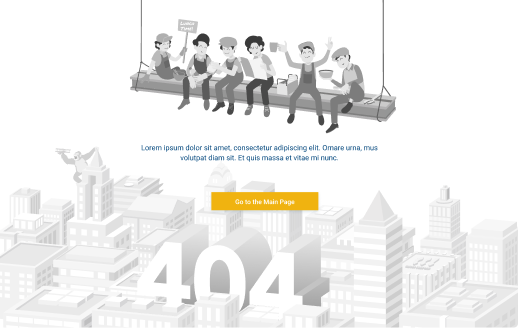 Lunch
Time!
Lorem ipsum dolor sit amet, consectetur adipiscing elit. Ornare urna, mus
volutpat diam sit. Et quis massa et vitae mi nunc.
Go to the Main Page
404